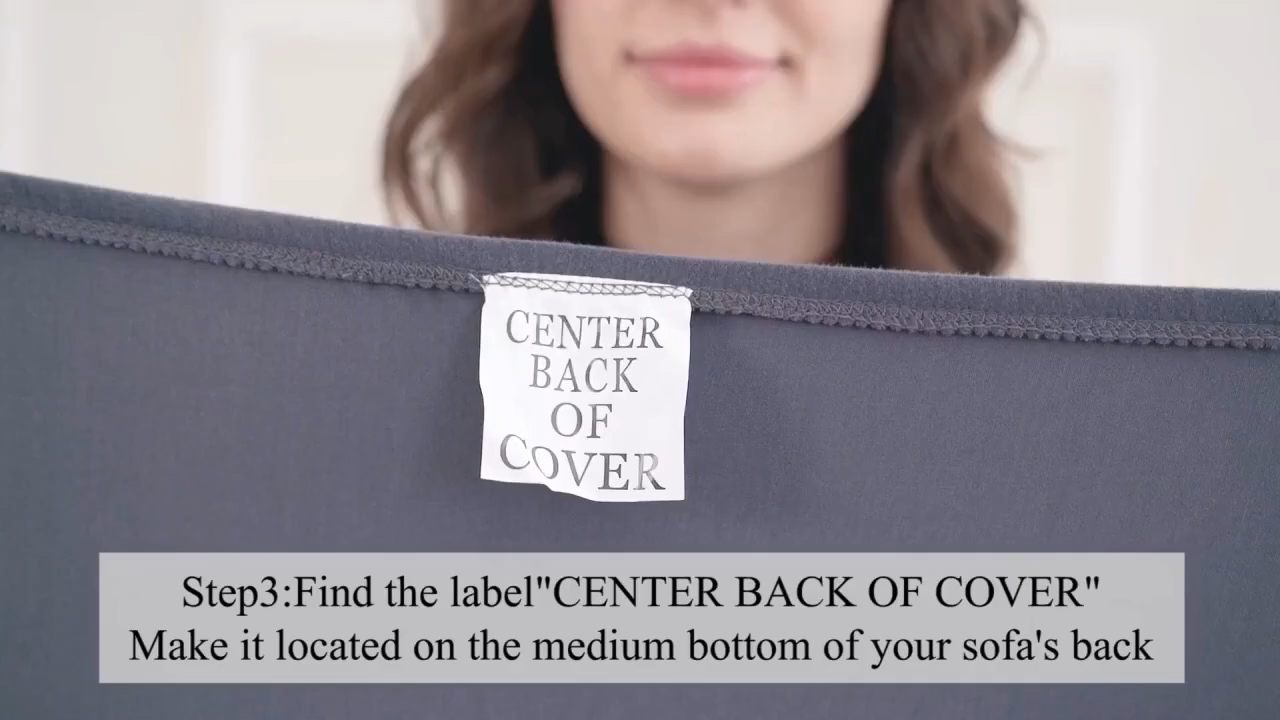 CENTER
BACK
OF
COVER
Step3:Find the label"CENTER BACK OF COVER"
Make it located on the medium bottom of your sofa's back